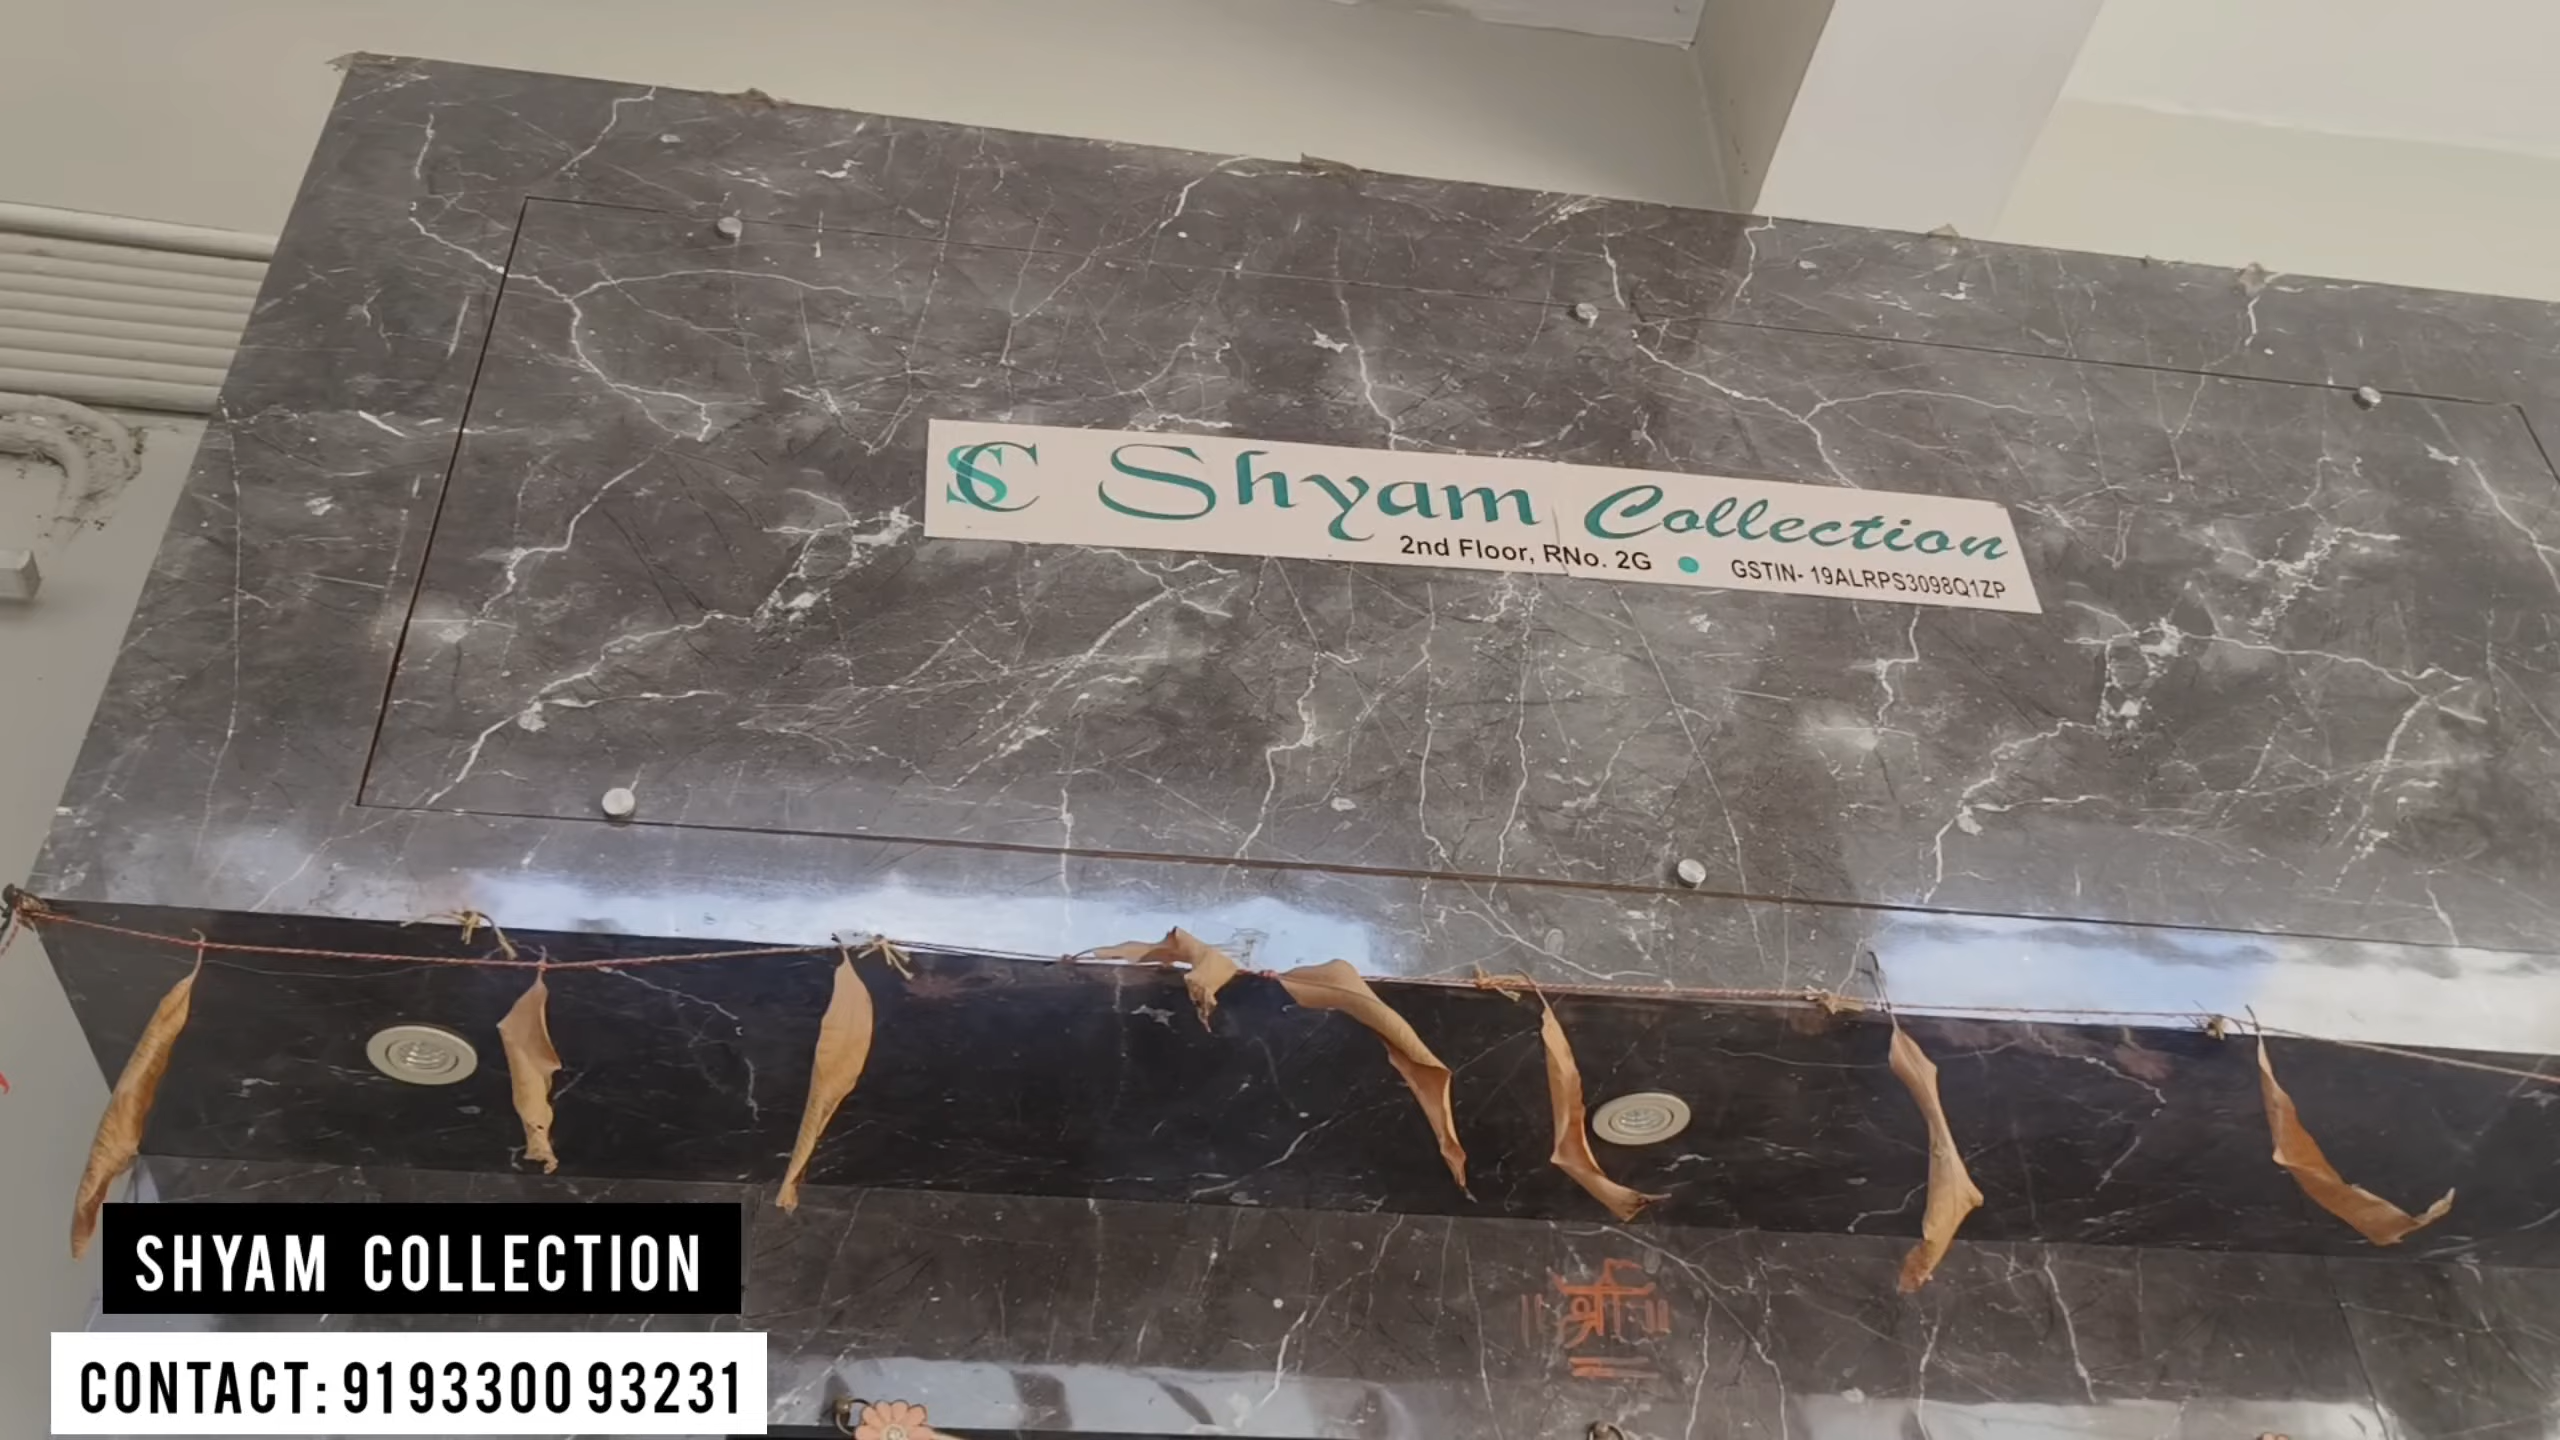 SC Shyam Collection
2nd Floor, RNo. 2G ● GSTIN- 19ALRPS3098Q1ZP
॥ श्री ॥
SHYAM COLLECTION
CONTACT: 91 93300 93231